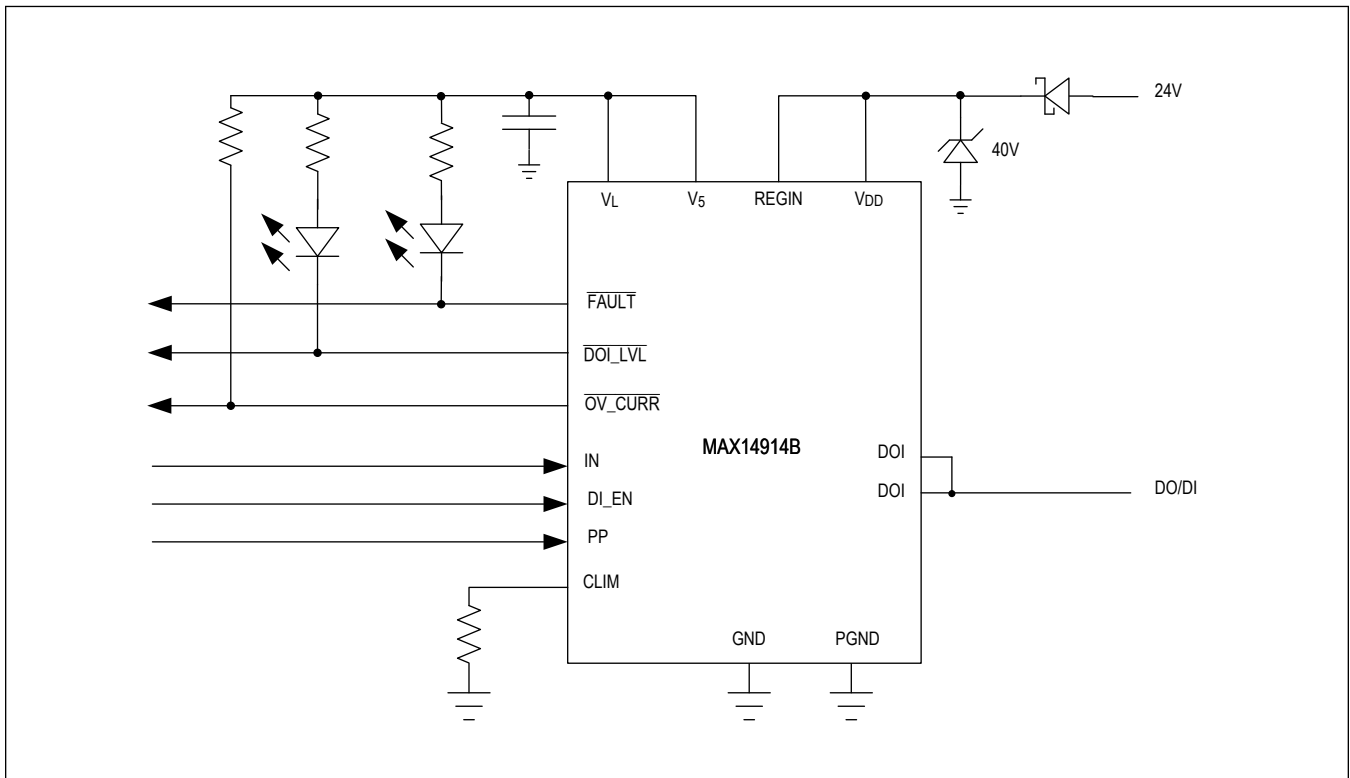 24V
40V
VL
V5
REGIN
VDD
FAULT
DOI_LVL
OV_CURR
IN
DI_EN
PP
CLIM
MAX14914B
DOI
DOI
DO/DI
GND
PGND